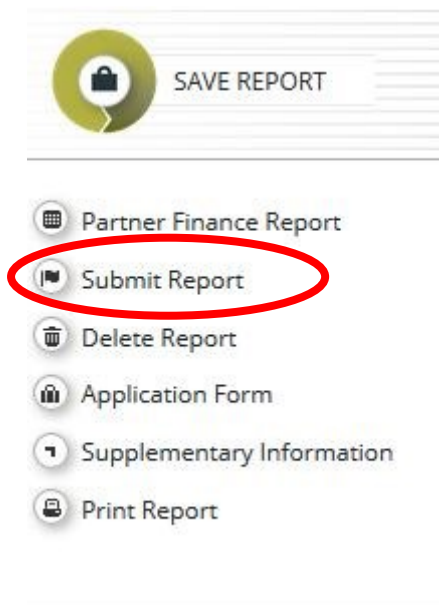 SAVE REPORT
Partner Finance Report
Submit Report
Delete Report
Application Form
Supplementary Information
Print Report